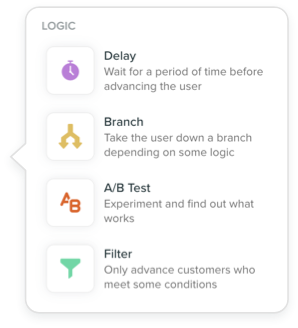 LOGIC
Delay
Wait for a period of time before
advancing the user
Branch
Take the user down a branch
depending on some logic
AB
A/B Test
Experiment and find out what
works
Filter
Only advance customers who
meet some conditions